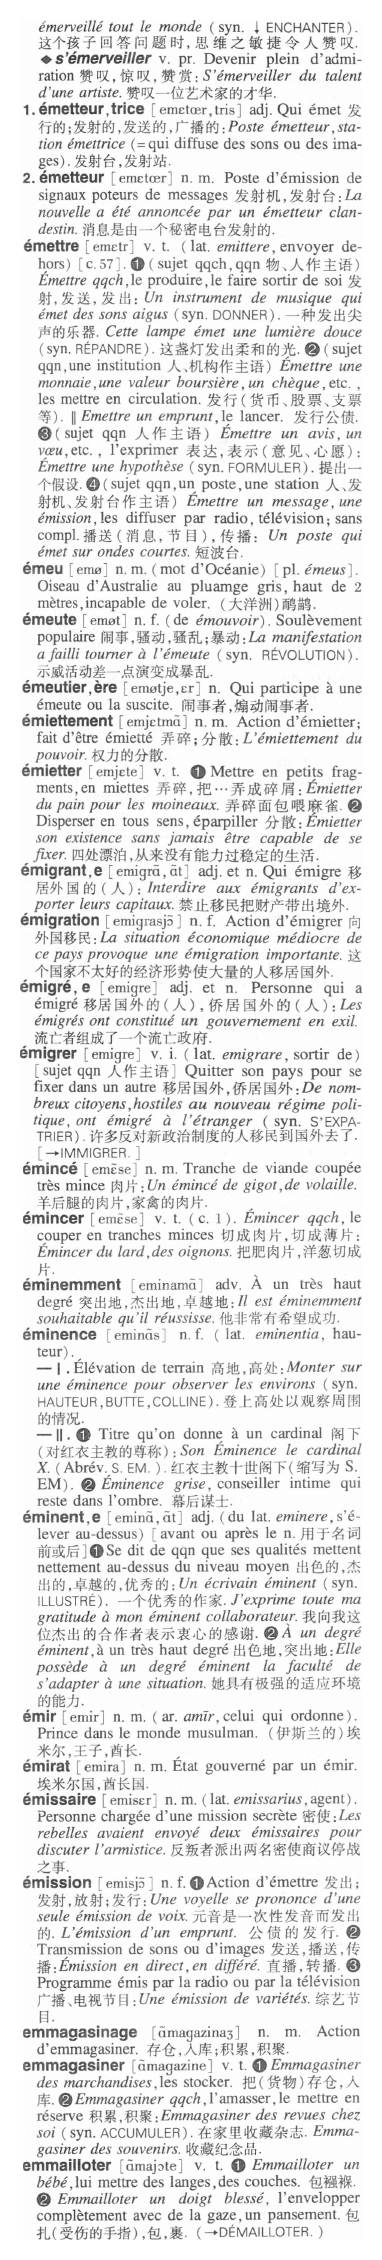 émerveillé tout le monde (syn. ↓ ENCHANTER).
这个孩子回答问题时,思维之敏捷令人赞叹.
◆s'émerveiller v. pr. Devenir plein d'admi-
ration 赞叹,惊叹,赞赏: S'émerveiller du talent
d'une artiste. 赞叹一位艺术家的才华.
1. émetteur,trice [emetœr,tris] adj. Qui émet 发
行的;发射的,发送的,广播的: Poste émetteur,sta-
tion émettrice (=qui diffuse des sons ou des ima-
ges). 发射台,发射站.
2. émetteur [emetœr] n. m. Poste d'émission de
signaux poteurs de messages 发射机,发射台: La
nouvelle a été annoncée par un émetteur clan-
destin. 消息是由一个秘密电台发射的.
émettre [emɛtr] v. t. (lat. emittere,envoyer de-
hors) [c.57]. ❶(sujet qqch,qqn 物、人作主语)
Émettre qqch,le produire,le faire sortir de soi 发
射,发送,发出: Un instrument de musique qui
émet des sons aigus (syn. DONNER). 一种发出尖
声的乐器. Cette lampe émet une lumière douce
(syn. RÉPANDRE). 这盏灯发出柔和的光. ❷(sujet
qqn,une institution 人、机构作主语) Émettre une
monnaie,une valeur boursière,un chèque,etc. ,
les mettre en circulation. 发行(货币、股票、支票
等). ‖ Emettre un emprunt,le lancer. 发行公债.
❸(sujet qqn 人作主语) Émettre un avis,un
vœu,etc., l'exprimer 表达,表示(意见、心愿):
Émettre une hypothèse (syn. FORMULER). 提出一
个假设. ❹(sujet qqn,un poste,une station 人、发
射机、发射台作主语) Émettre un message, une
émission,les diffuser par radio, télévision; sans
compl. 播送(消息,节目),传播: Un poste qui
émet sur ondes courtes. 短波台.
émeu [emø] n. m. (mot d'Océanie) [pl. émeus].
Oiseau d'Australie au pluamge gris, haut de 2
mètres,incapable de voler. (大洋洲)鸸鹋.
émeute [emøt] n. f. (de émouvoir). Soulèvement
populaire 闹事,骚动,骚乱;暴动: La manifestation
a failli tourner à l'émeute (syn. RÉVOLUTION).
示威活动差一点演变成暴乱.
émeutier,ère [emøtje,ɛr] n. Qui participe à une
émeute ou la suscite. 闹事者,煽动闹事者.
émiettement [emjɛtmɑ̃] n. m. Action d'émietter;
fait d'être émietté 弄碎;分散: L'émiettement du
pouvoir. 权力的分散.
émietter [emjɛte] v. t. ❶ Mettre en petits frag-
ments,en miettes 弄碎,把…弄成碎屑: Émietter
du pain pour les moineaux. 弄碎面包喂麻雀. ❷
Disperser en tous sens,éparpiller 分散: Émietter
son existence sans jamais être capable de se
fixer. 四处漂泊,从来没有能力过稳定的生活.
émigrant,e [emigrɑ̃,ɑ̃t] adj. et n. Qui émigre 移
居外国的(人): Interdire aux émigrants d'ex-
porter leurs capitaux. 禁止移民把财产带出境外.
émigration [emigrasjɔ̃] n. f. Action d'émigrer 向
外国移民: La situation économique médiocre de
ce pays provoque une émigration importante. 这
个国家不太好的经济形势使大量的人移居国外.
émigré,e [emigre] adj. et n. Personne qui a
émigré 移居国外的(人),侨居国外的(人): Les
émigrés ont constitué un gouvernement en exil.
流亡者组成了一个流亡政府.
émigrer [emigre] v. i. (lat. emigrare, sortir de)
[sujet qqn 人作主语] Quitter son pays pour se
fixer dans un autre 移居国外,侨居国外: De nom-
breux citoyens,hostiles au nouveau régime poli-
tique, ont émigré à l'étranger (syn. S'EXPA-
TRIER). 许多反对新政治制度的人移民到国外去了.
[→IMMIGRER.]
émincé [emɛ̃se] n. m. Tranche de viande coupée
très mince 肉片: Un émincé de gigot,de volaille.
羊后腿的肉片,家禽的肉片.
émincer [emɛ̃se] v. t. (c. 1). Émincer qqch, le
couper en tranches minces 切成肉片,切成薄片:
Émincer du lard,des oignons. 把肥肉片,洋葱切成
片.
éminemment [eminamɑ̃] adv. À un très haut
degré 突出地,杰出地,卓越地: Il est éminemment
souhaitable qu'il réussisse. 他非常有希望成功.
éminence [eminɑ̃s] n. f. ( lat. eminentia, hau-
teur).
— Ⅰ. Élévation de terrain 高地,高处: Monter sur
une éminence pour observer les environs (syn.
HAUTEUR,BUTTE,COLLINE). 登上高处以观察周围
的情况.
— Ⅱ. ❶ Titre qu'on donne à un cardinal 阁下
(对红衣主教的尊称): Son Éminence le cardinal
X. (Abrév. S. EM. ). 红衣主教十世阁下(缩写为 S.
EM). ❷ Éminence grise, conseiller intime qui
reste dans l'ombre. 幕后谋士.
éminent,e [eminɑ̃,ɑ̃t] adj. (du lat. eminere,s'é-
lever au-dessus) [avant ou après le n. 用于名词
前或后] ❶Se dit de qqn que ses qualités mettent
nettement au-dessus du niveau moyen 出色的,杰
出的,卓越的,优秀的: Un écrivain éminent (syn.
ILLUSTRÉ). 一个优秀的作家. J'exprime toute ma
gratitude à mon éminent collaborateur. 我向我这
位杰出的合作者表示衷心的感谢. ❷ À un degré
éminent,à un très haut degré 出色地,突出地: Elle
possède à un degré éminent la faculté de
s'adapter à une situation. 她具有极强的适应环境
的能力.
émir [emir] n. m. (ar. amīr, celui qui ordonne).
Prince dans le monde musulman. (伊斯兰的)埃
米尔,王子,酋长.
émirat [emira] n. m. État gouverné par un émir.
埃米尔国,酋长国.
émissaire [emisɛr] n. m. (lat. emissarius,agent).
Personne chargée d'une mission secrète 密使: Les
rebelles avaient envoyé deux émissaires pour
discuter l'armistice. 反叛者派出两名密使商议停战
之事.
émission [emisjɔ̃] n. f. ❶Action d'émettre 发出;
发射,放射;发行: Une voyelle se prononce d'une
seule émission de voix. 元音是一次性发音而发出
的. L'émission d'un emprunt. 公债的发行. ❷
Transmission de sons ou d'images 发送,播送,传
播: Émission en direct,en différé. 直播,转播. ❸
Programme émis par la radio ou par la télévision
广播、电视节目: Une émission de variétés. 综艺节
目.
emmagasinage [ɑ̃magazinaʒ] n. m. Action
d'emmagasiner. 存仓,入库;积累,积聚.
emmagasiner [ɑ̃magazine] v. t. ❶ Emmagasiner
des marchandises,les stocker. 把(货物)存仓,入
库. ❷Emmagasiner qqch,l'amasser,le mettre en
réserve 积累,积聚: Emmagasiner des revues chez
soi (syn. ACCUMULER). 在家里收藏杂志. Emma-
gasiner des souvenirs. 收藏纪念品.
emmailloter [ɑ̃majɔte] v. t. ❶ Emmailloter un
bébé,lui mettre des langes,des couches. 包襁褓.
❷ Emmailloter un doigt blessé, l'envelopper
complètement avec de la gaze,un pansement. 包
扎(受伤的手指),包,裹. (→DÉMAILLOTER. )